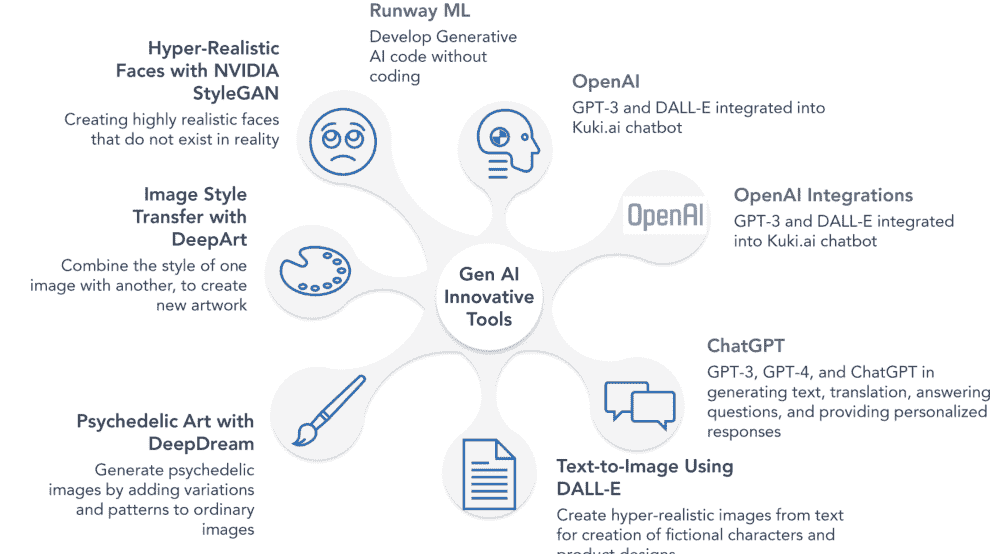 Runway ML
Develop Generative
AI code without
coding
Hyper-Realistic
Faces with NVIDIA
StyleGAN
Creating highly realistic faces
that do not exist in reality
OpenAI
GPT-3 and DALL-E integrated into
Kuki.ai chatbot
Image Style
Transfer with
DeepArt
Combine the style of one
image with another, to create
new artwork
OpenAI
OpenAI Integrations
GPT-3 and DALL-E integrated
into Kuki.ai chatbot
Gen AI
Innovative
Tools
ChatGPT
GPT-3, GPT-4, and ChatGPT in
generating text, translation, answering
questions, and providing personalized
responses
Psychedelic Art with
DeepDream
Generate psychedelic
images by adding variations
and patterns to ordinary
images
Text-to-Image Using
DALL-E
Create hyper-realistic images from text
for creation of fictional characters and
product designs